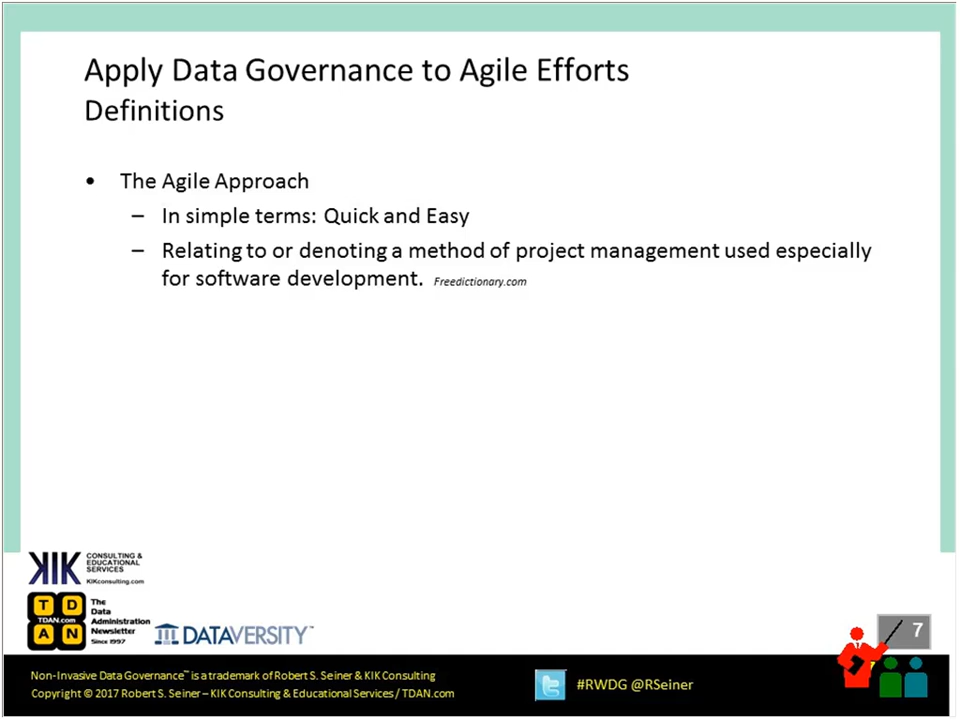 Apply Data Governance to Agile Efforts
Definitions
• The Agile Approach
– In simple terms: Quick and Easy
– Relating to or denoting a method of project management used especially
for software development. Freedictionary.com
KIK CONSULTING &
EDUCATIONAL
SERVICES
KIKconsulting.com
T D
TDAN.com
A N
The
Data
Administration
Newsletter
Since 1997
DATAVERSITY™
7
Non-Invasive Data Governance™ is a trademark of Robert S. Seiner & KIK Consulting
Copyright © 2017 Robert S. Seiner – KIK Consulting & Educational Services / TDAN.com
#RWDG @RSeiner